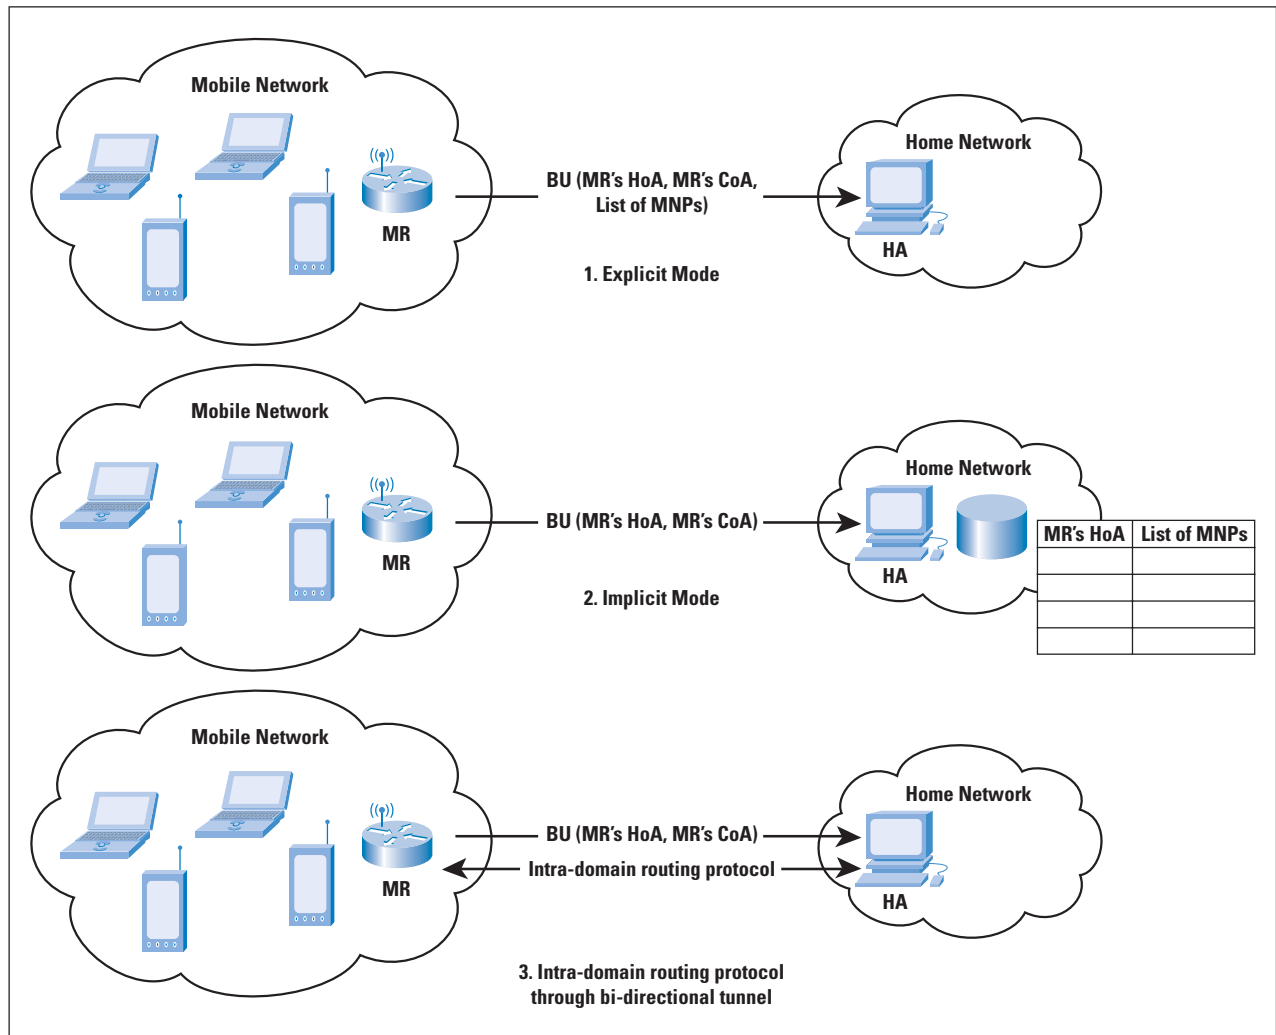 Mobile Network
MR
BU (MR's HoA, MR's CoA,
List of MNPs)
Home Network
HA
1. Explicit Mode
Mobile Network
MR
BU (MR's HoA, MR's CoA)
Home Network
HA
MR's HoA List of MNPs
2. Implicit Mode
Mobile Network
MR
BU (MR's HoA, MR's CoA)
Intra-domain routing protocol
Home Network
HA
3. Intra-domain routing protocol
through bi-directional tunnel